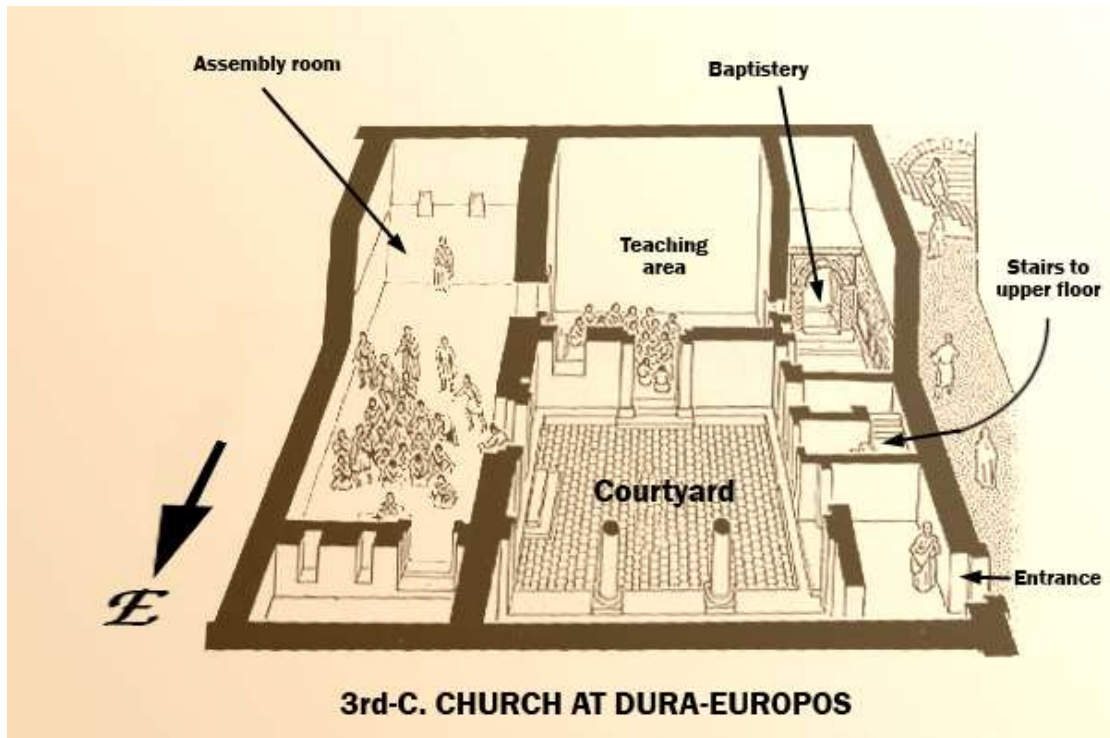 Assembly room
Baptistery
Teaching
area
Stairs to
upper floor
Courtyard
Entrance
E
3rd-C. CHURCH AT DURA-EUROPOS